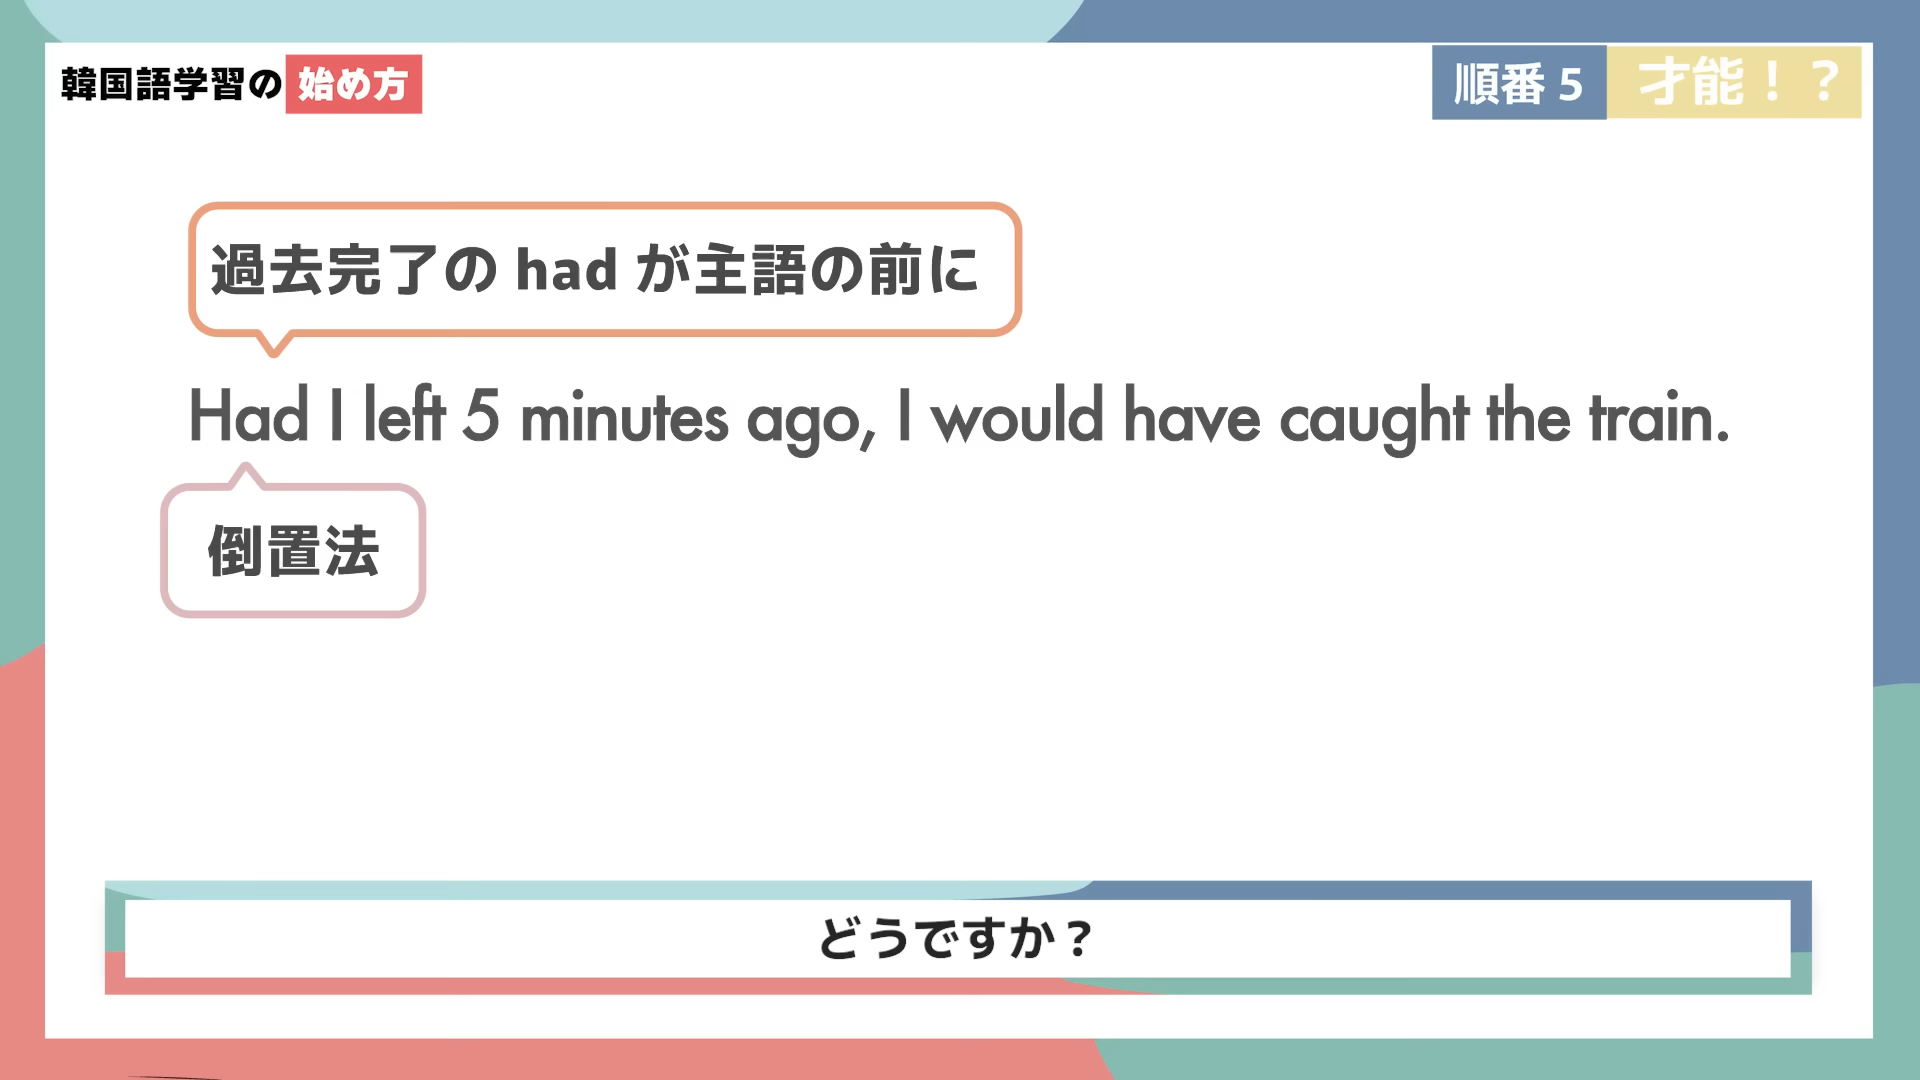 韓国語学習の始め方
順番 5 才能！？
過去完了の had が主語の前に
Had I left 5 minutes ago, I would have caught the train.
倒置法
どうですか？